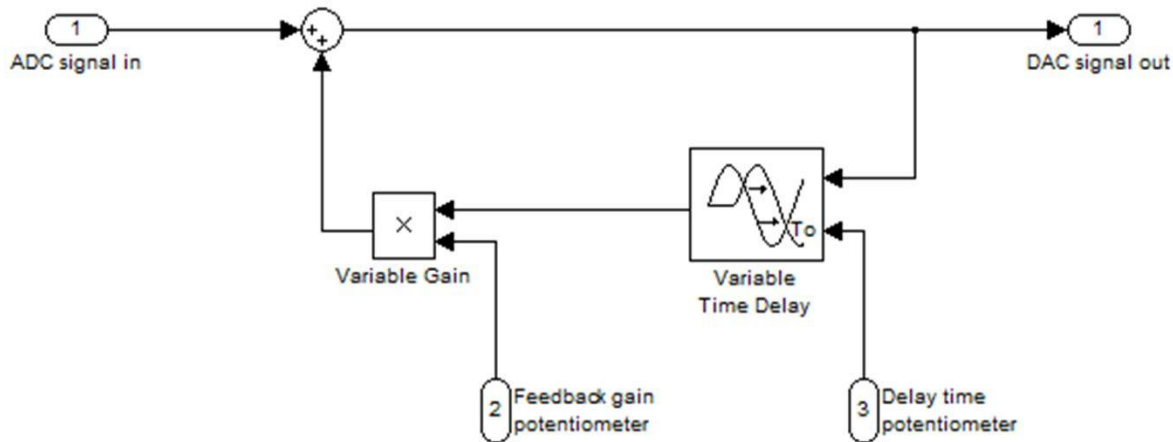 1
ADC signal in
+
+
1
DAC signal out
×
Variable Gain
To
Variable
Time Delay
2
Feedback gain
potentiometer
3
Delay time
potentiometer